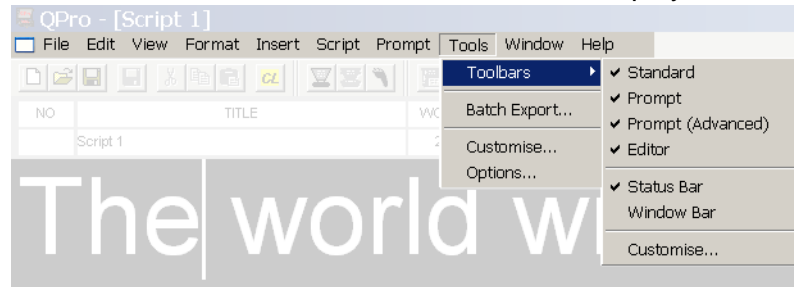 QPro - [Script 1]
File Edit View Format Insert Script Prompt Tools Window Help
CL
Toolbars
Batch Export...
Customise...
Options...
Standard
Prompt
Prompt (Advanced)
Editor
Status Bar
Window Bar
Customise...
NO TITLE
Script 1
The world